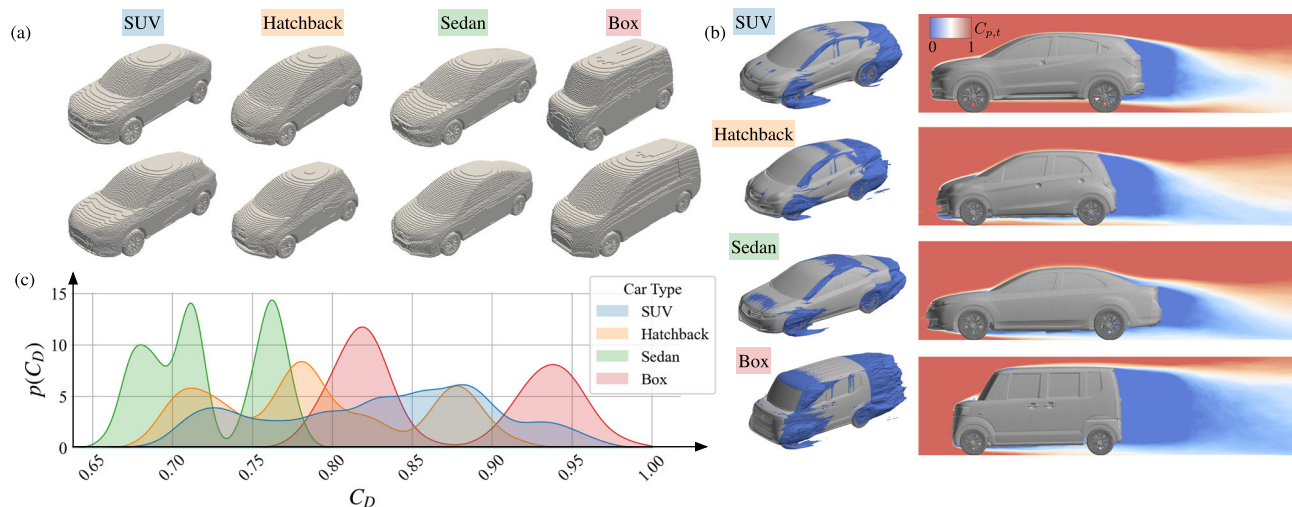 (a)
SUV
Hatchback
Sedan
Box
(b)
SUV
Hatchback
Sedan
Box
C_{p,t}
0
1
(c)
p(C_D)
15
10
5
0
0.65
0.70
0.75
0.80
0.85
0.90
0.95
1.00
C_D
Car Type
SUV
Hatchback
Sedan
Box